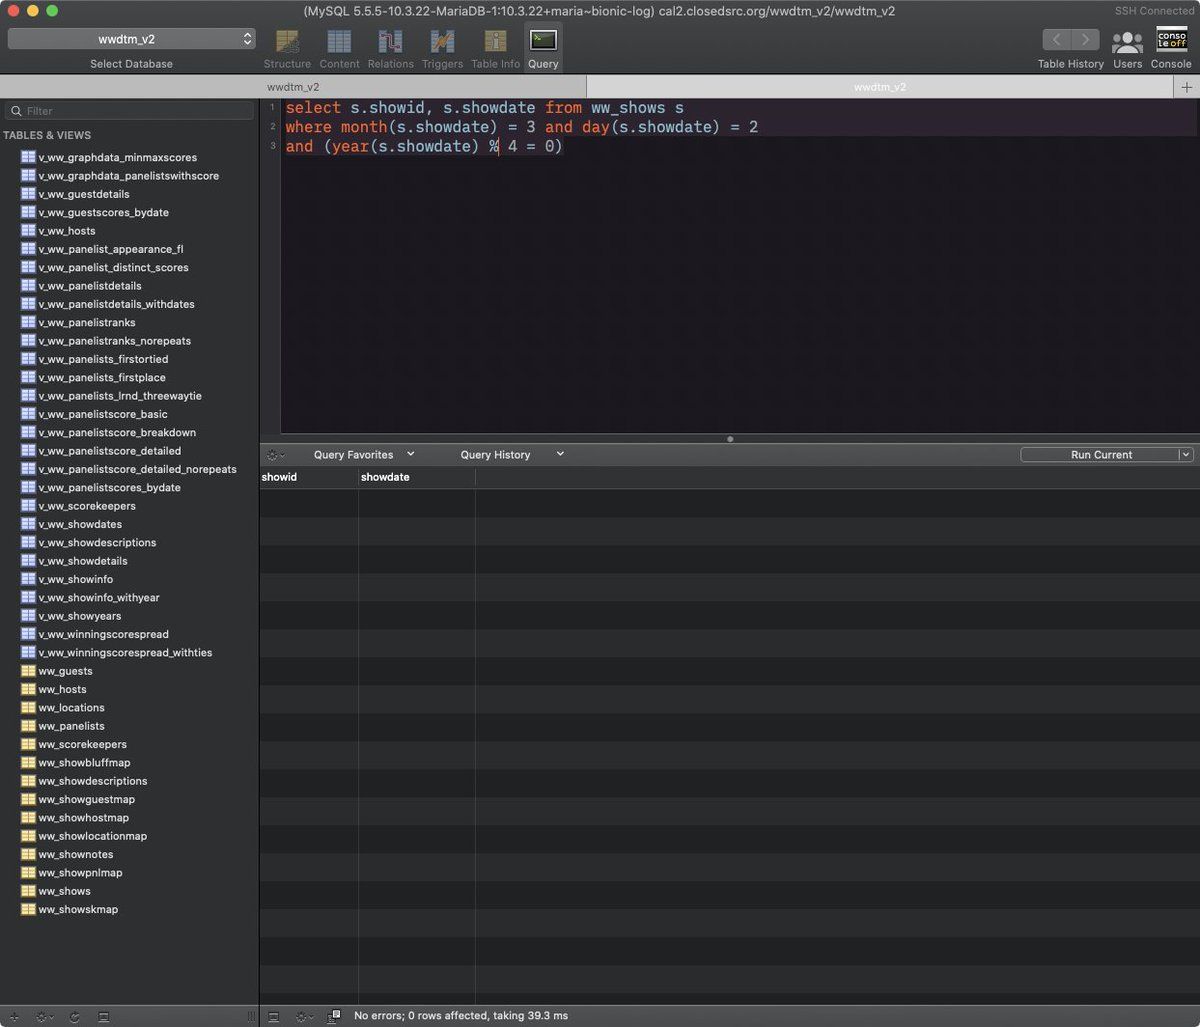 (MySQL 5.5.5-10.3.22-MariaDB-1:10.3.22+maria~bionic-log) cal2.closedsrc.org/wwdtm_v2/wwdtm_v2
SSH Connected
wwdtm_v2
Select Database
Structure Content Relations Triggers Table Info Query
conso
le off
Table History Users Console
wwdtm_v2 wwdtm_v2
Filter
TABLES & VIEWS
v_ww_graphdata_minmaxscores
v_ww_graphdata_panelistswithscore
v_ww_guestdetails
v_ww_guestscores_bydate
v_ww_hosts
v_ww_panelist_appearance_fl
v_ww_panelist_distinct_scores
v_ww_panelistdetails
v_ww_panelistdetails_withdates
v_ww_panelistranks
v_ww_panelistranks_norepeats
v_ww_panelists_firstortied
v_ww_panelists_firstplace
v_ww_panelists_lrnd_threewaytie
v_ww_panelistscore_basic
v_ww_panelistscore_breakdown
v_ww_panelistscore_detailed
v_ww_panelistscore_detailed_norepeats
v_ww_panelistscores_bydate
v_ww_scorekeepers
v_ww_showdates
v_ww_showdescriptions
v_ww_showdetails
v_ww_showinfo
v_ww_showinfo_withyear
v_ww_showyears
v_ww_winningscorespread
v_ww_winningscorespread_withties
ww_guests
ww_hosts
ww_locations
ww_panelists
ww_scorekeepers
ww_showbluffmap
ww_showdescriptions
ww_showguestmap
ww_showhostmap
ww_showlocationmap
ww_shownotes
ww_showpnlmap
ww_shows
ww_showskmap
1 select s.showid, s.showdate from ww_shows s
2 where month(s.showdate) = 3 and day(s.showdate) = 2
3 and (year(s.showdate) % 4 = 0)
Query Favorites Query History Run Current
showid showdate
No errors; 0 rows affected, taking 39.3 ms